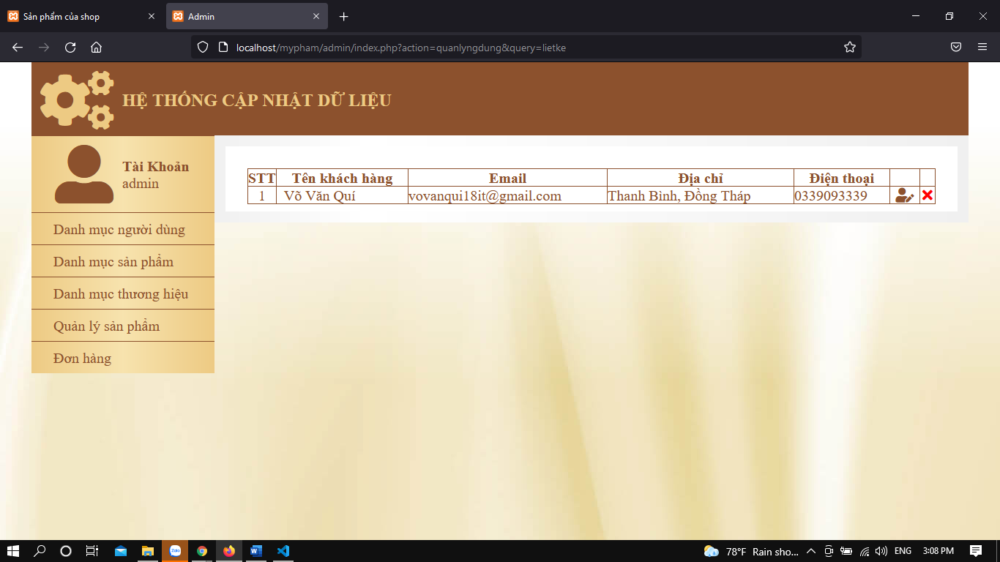 Sản phẩm của shop
Admin
localhost/mypham/admin/index.php?action=quanlyngdung&query=lietke
HỆ THỐNG CẬP NHẬT DỮ LIỆU
Tài Khoản
admin
Danh mục người dùng
Danh mục sản phẩm
Danh mục thương hiệu
Quản lý sản phẩm
Đơn hàng
STT Tên khách hàng Email Địa chỉ Điện thoại
1 Võ Văn Quí vovanqui18it@gmail.com Thanh Bình, Đồng Tháp 0339093339
Zalo
78°F Rain sho... ENG 3:08 PM